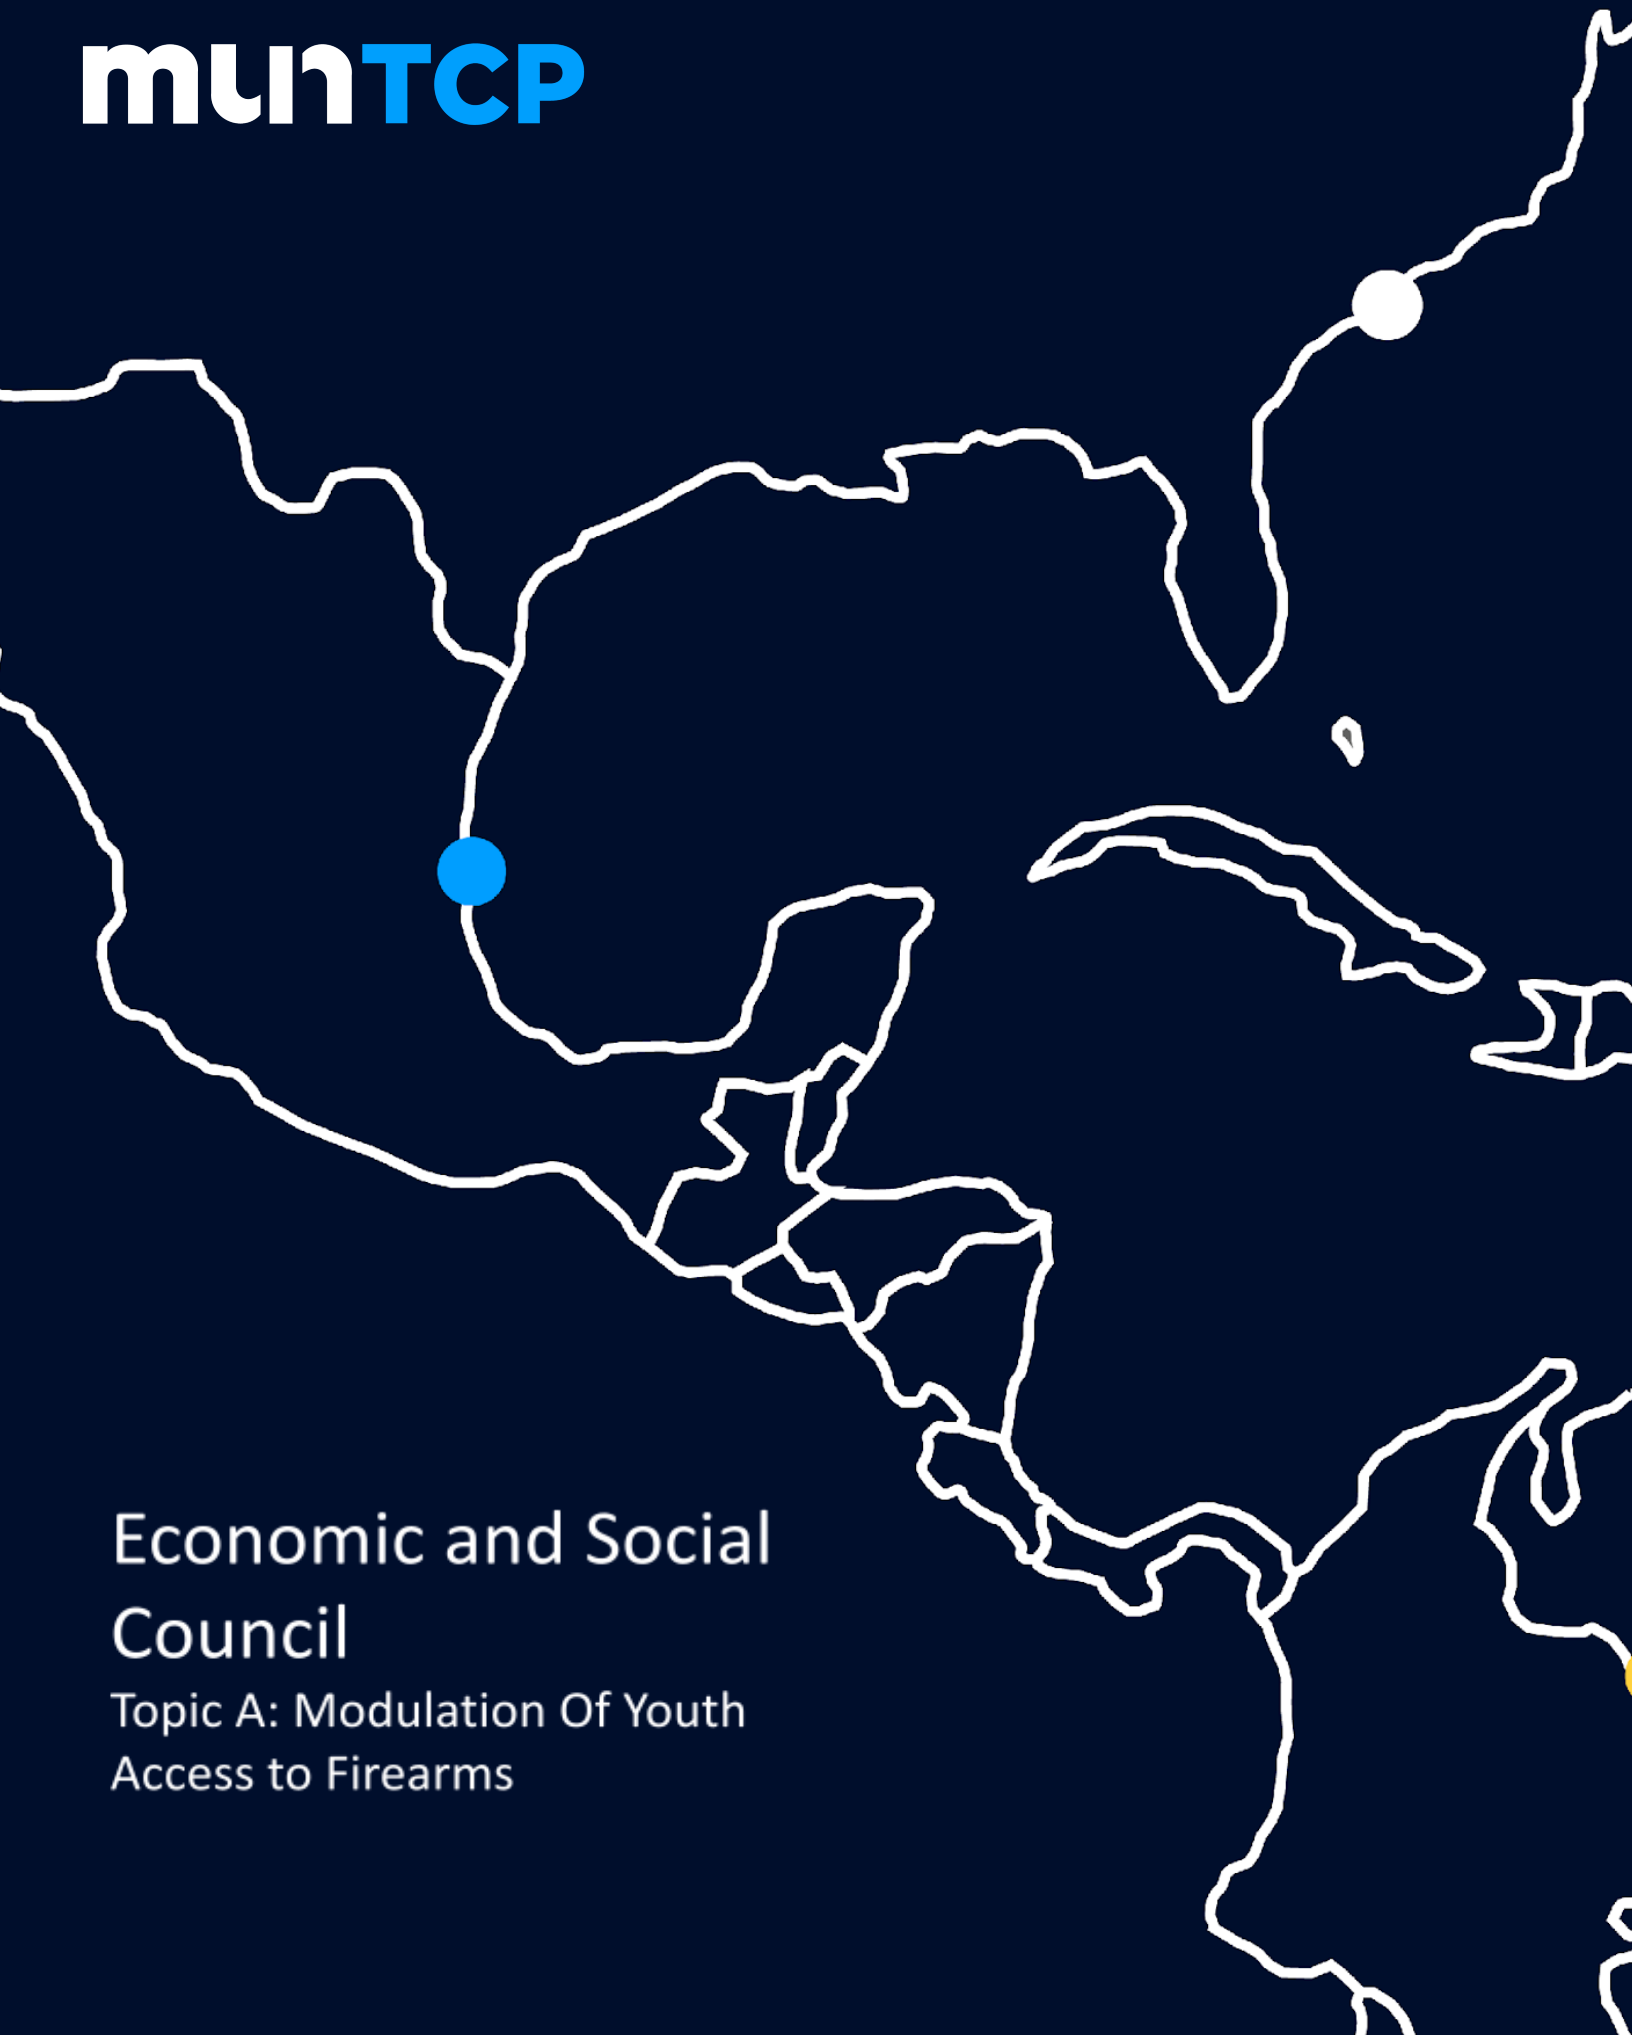 munTCP
Economic and Social
Council
Topic A: Modulation Of Youth
Access to Firearms